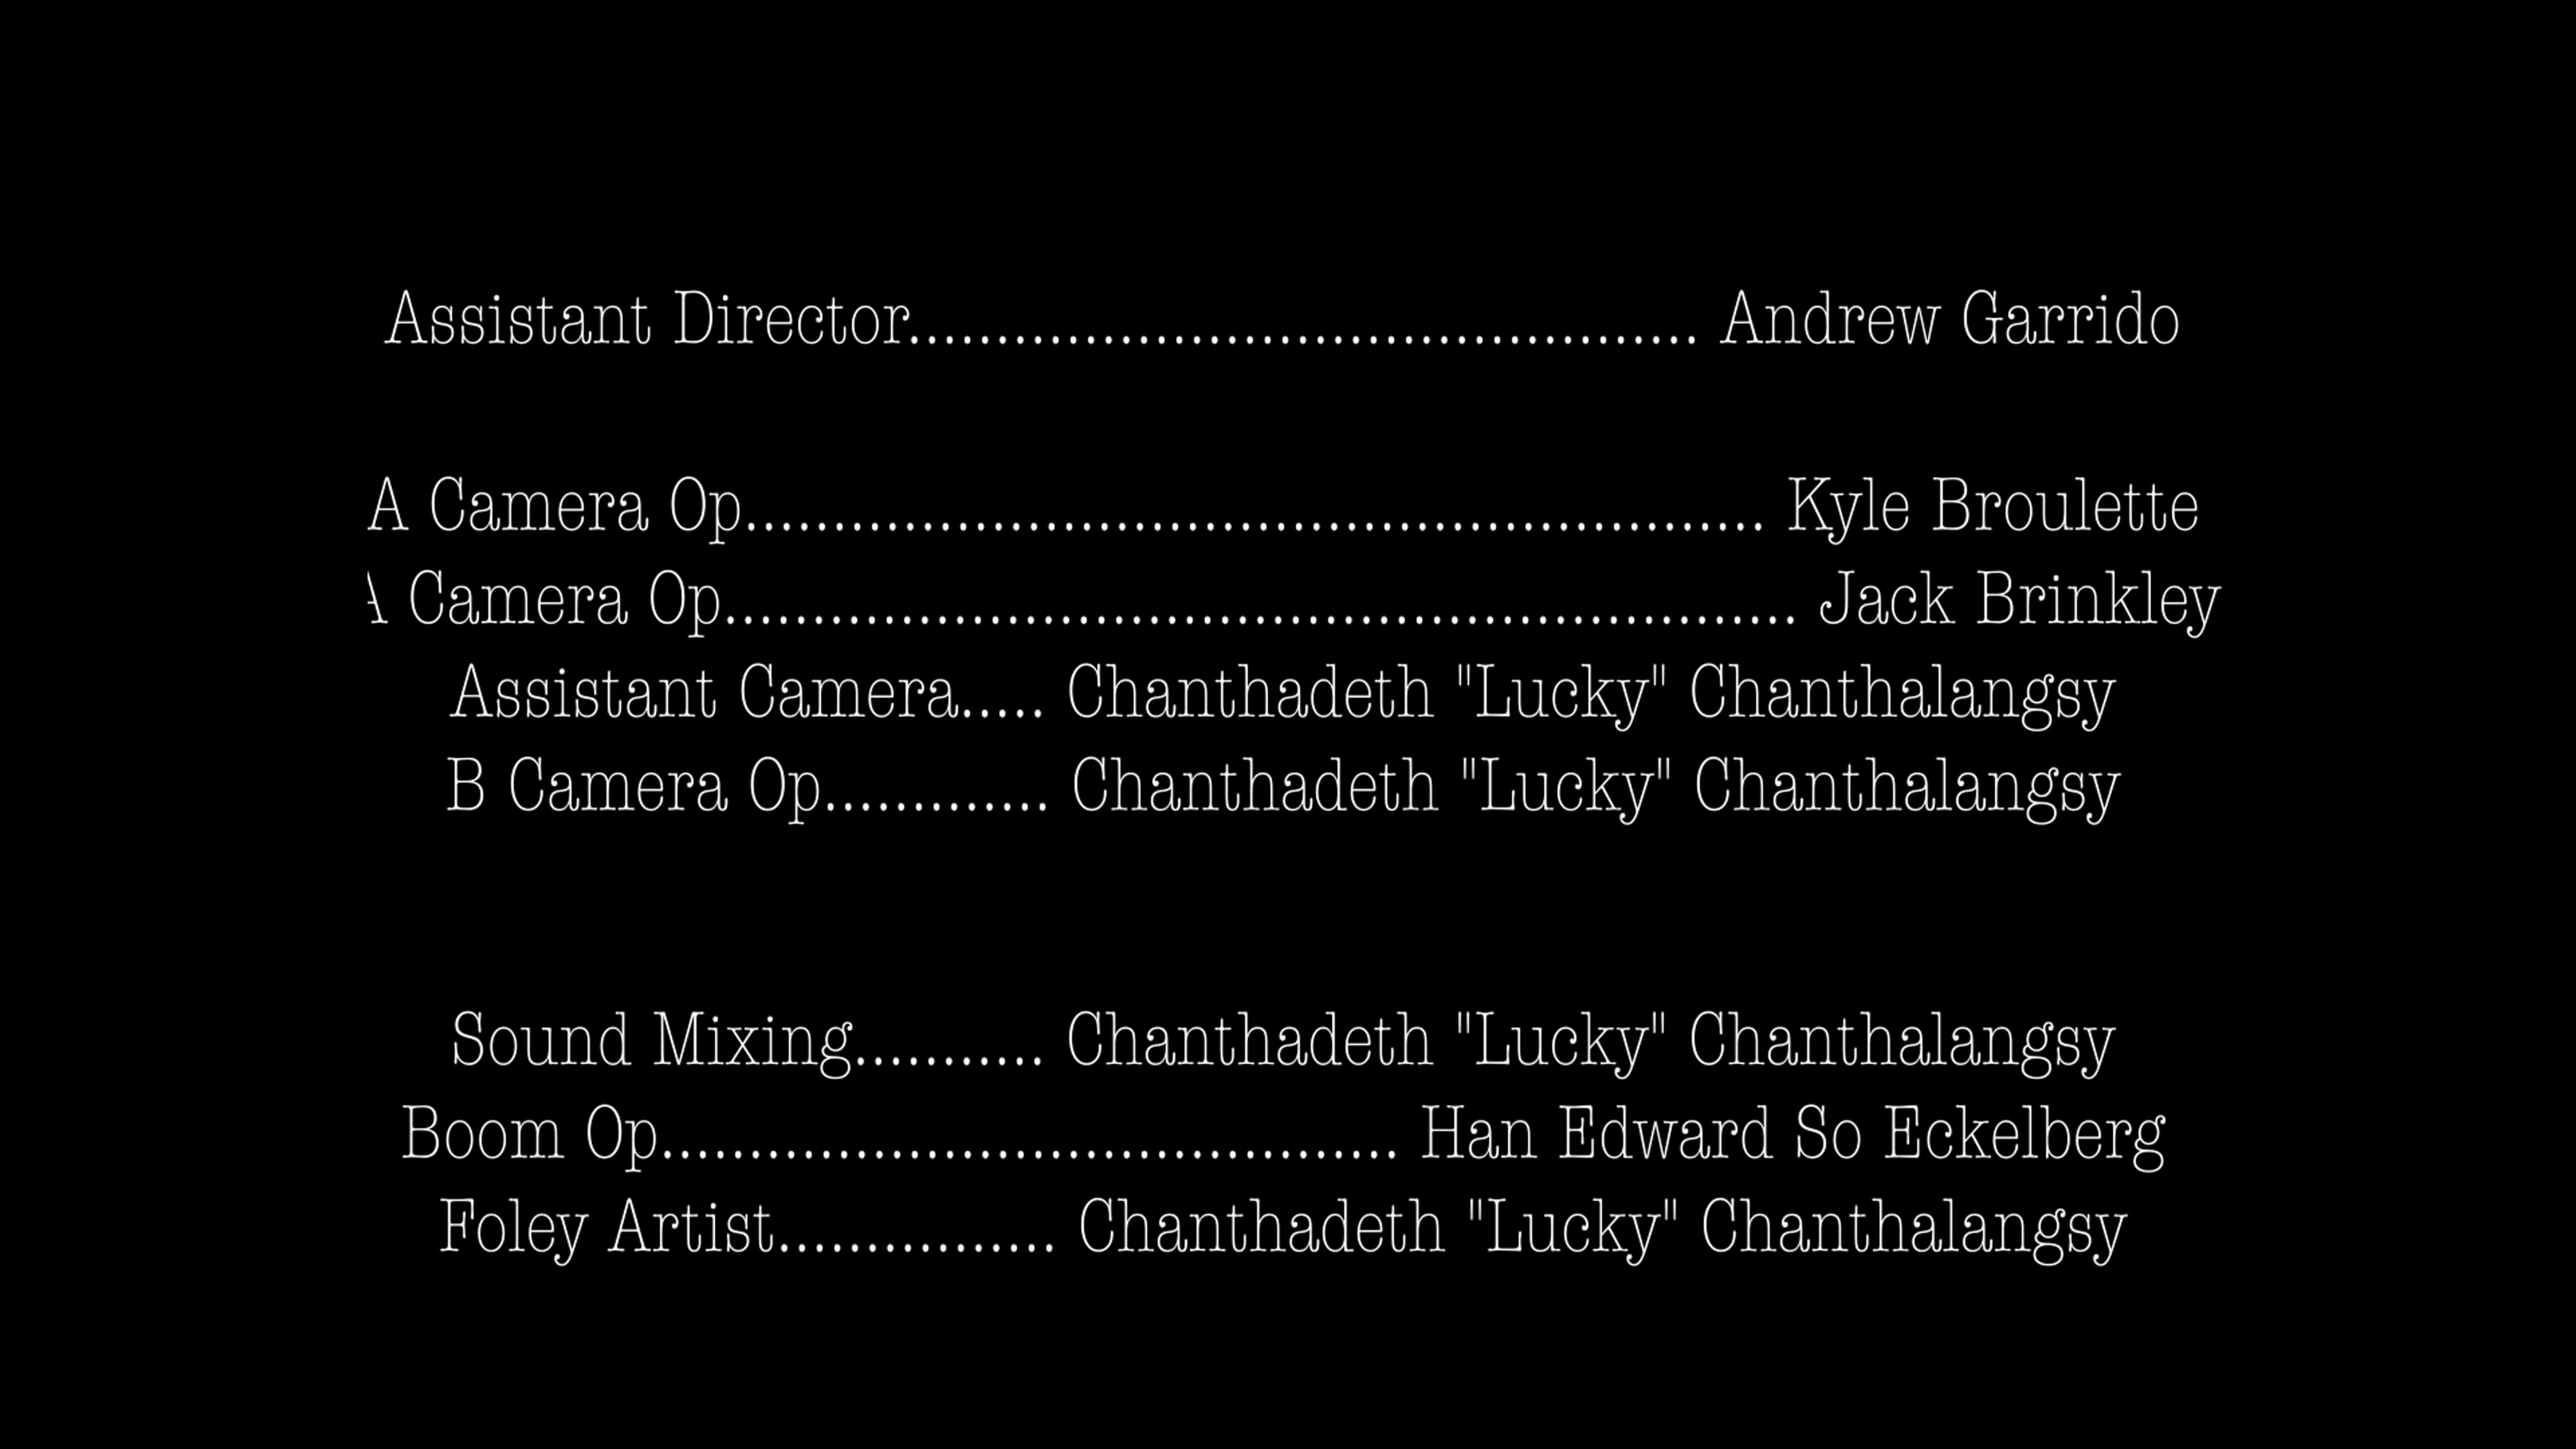 Assistant Director............................................. Andrew Garrido
A Camera Op.......................................................... Kyle Broulette
A Camera Op............................................................. Jack Brinkley
Assistant Camera..... Chanthadeth "Lucky" Chanthalangsy
B Camera Op............. Chanthadeth "Lucky" Chanthalangsy
Sound Mixing........... Chanthadeth "Lucky" Chanthalangsy
Boom Op.......................................... Han Edward So Eckelberg
Foley Artist................ Chanthadeth "Lucky" Chanthalangsy